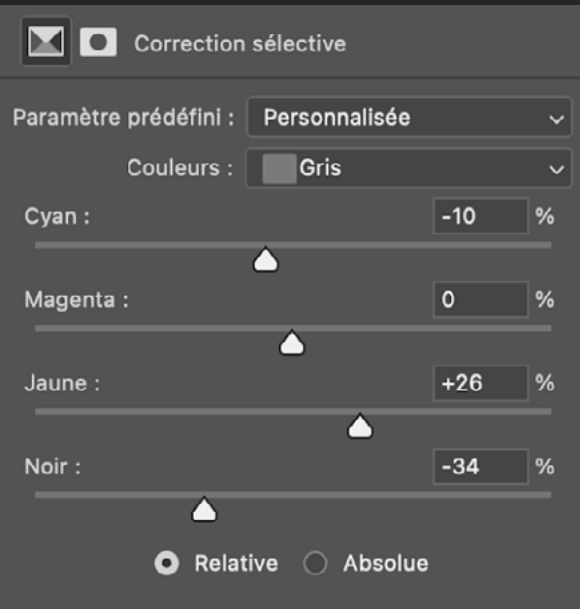 Correction sélective
Paramètre prédéfini : Personnalisée
Couleurs : Gris
Cyan : -10 %
Magenta : 0 %
Jaune : +26 %
Noir : -34 %
Relative Absolue